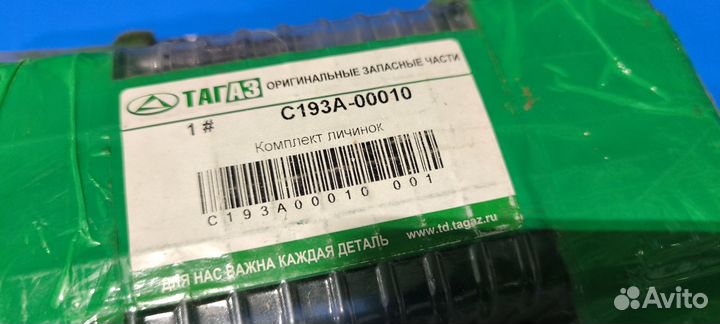 ТАГАЗ ОРИГИНАЛЬНЫЕ ЗАПАСНЫЕ ЧАСТИ
1 # C193A-00010
Комплект личинок
C193A00010 001
www.td.tagaz.ru
ДЛЯ НАС ВАЖНА КАЖДАЯ ДЕТАЛЬ
Avito